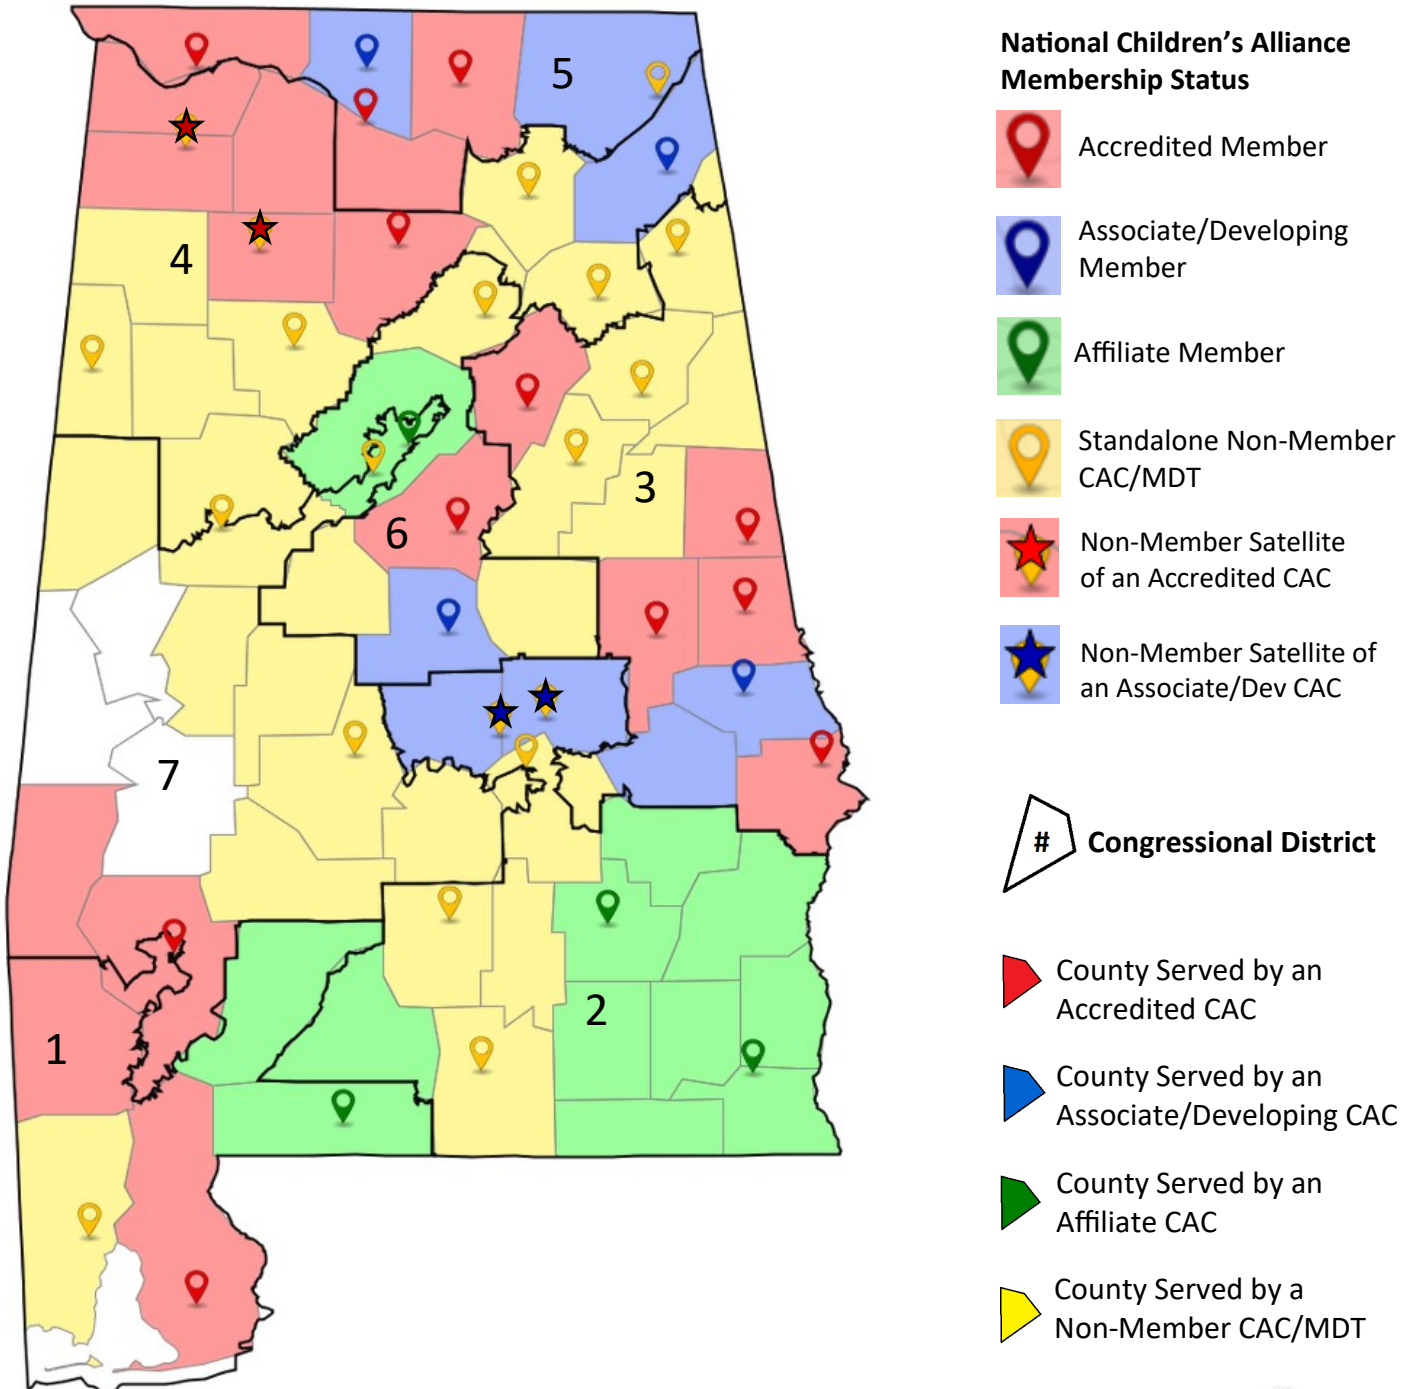 5
4
3
6
7
2
1
National Children's Alliance
Membership Status
Accredited Member
Associate/Developing
Member
Affiliate Member
Standalone Non-Member
CAC/MDT
Non-Member Satellite
of an Accredited CAC
Non-Member Satellite of
an Associate/Dev CAC
# Congressional District
County Served by an
Accredited CAC
County Served by an
Associate/Developing CAC
County Served by an
Affiliate CAC
County Served by a
Non-Member CAC/MDT